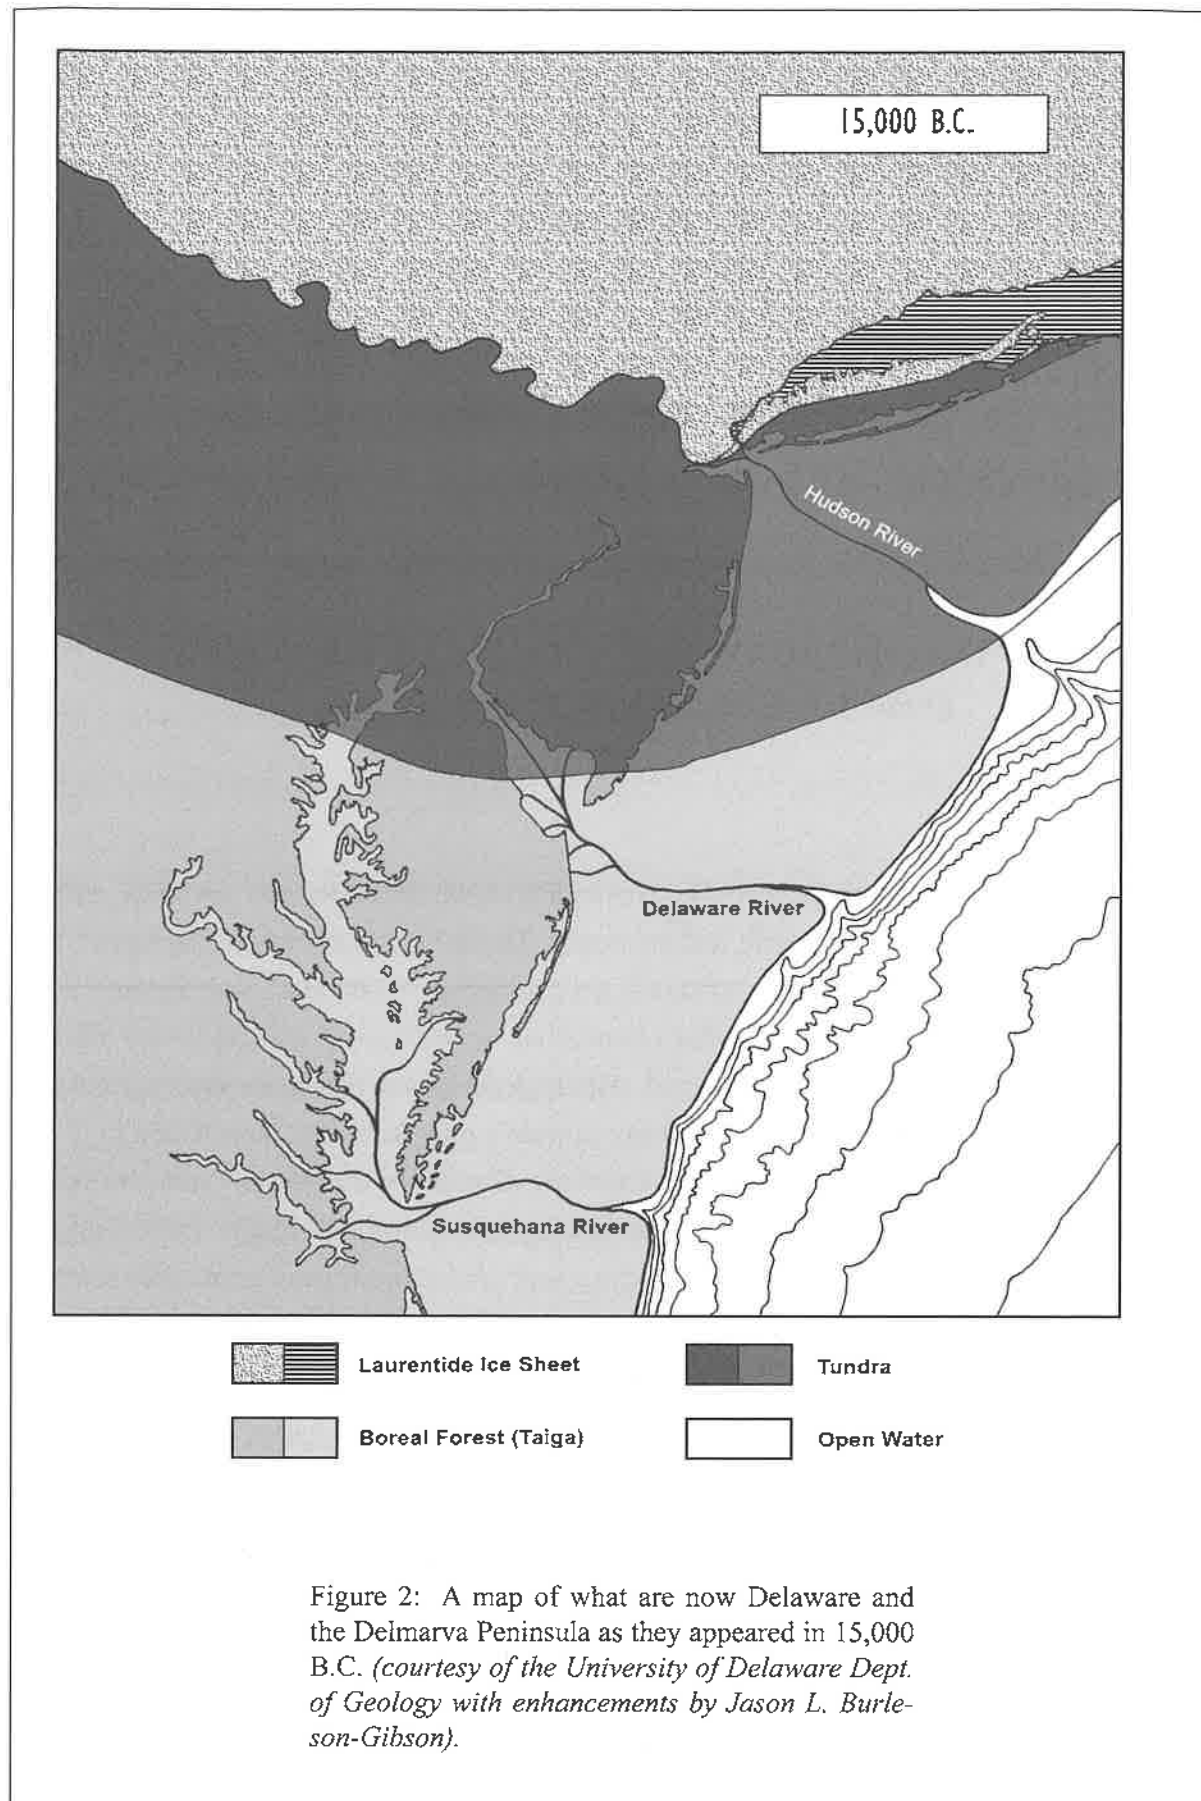 15,000 B.C.
Hudson River
Delaware River
Susquehana River
Laurentide Ice Sheet
Tundra
Boreal Forest (Taiga)
Open Water
Figure 2: A map of what are now Delaware and
the Delmarva Peninsula as they appeared in 15,000
B.C. (courtesy of the University of Delaware Dept.
of Geology with enhancements by Jason L. Burle-
son-Gibson).